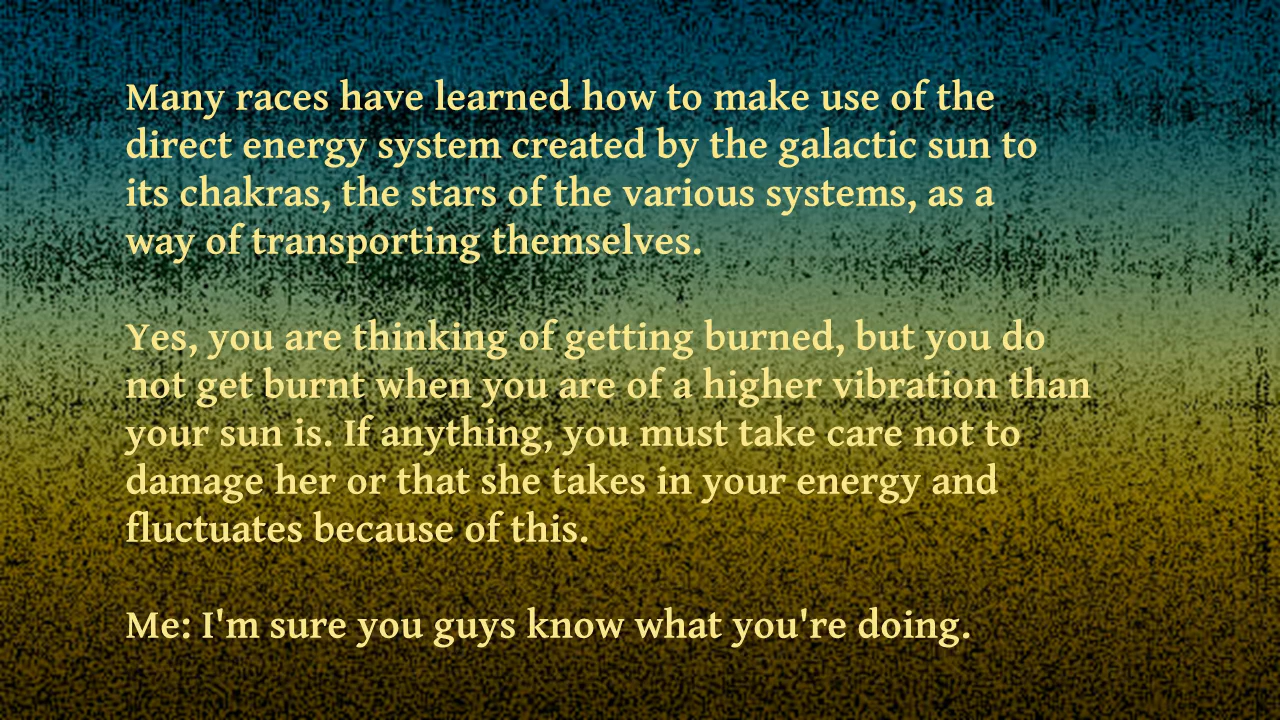 Many races have learned how to make use of the
direct energy system created by the galactic sun to
its chakras, the stars of the various systems, as a
way of transporting themselves.
Yes, you are thinking of getting burned, but you do
not get burnt when you are of a higher vibration than
your sun is. If anything, you must take care not to
damage her or that she takes in your energy and
fluctuates because of this.
Me: I'm sure you guys know what you're doing.